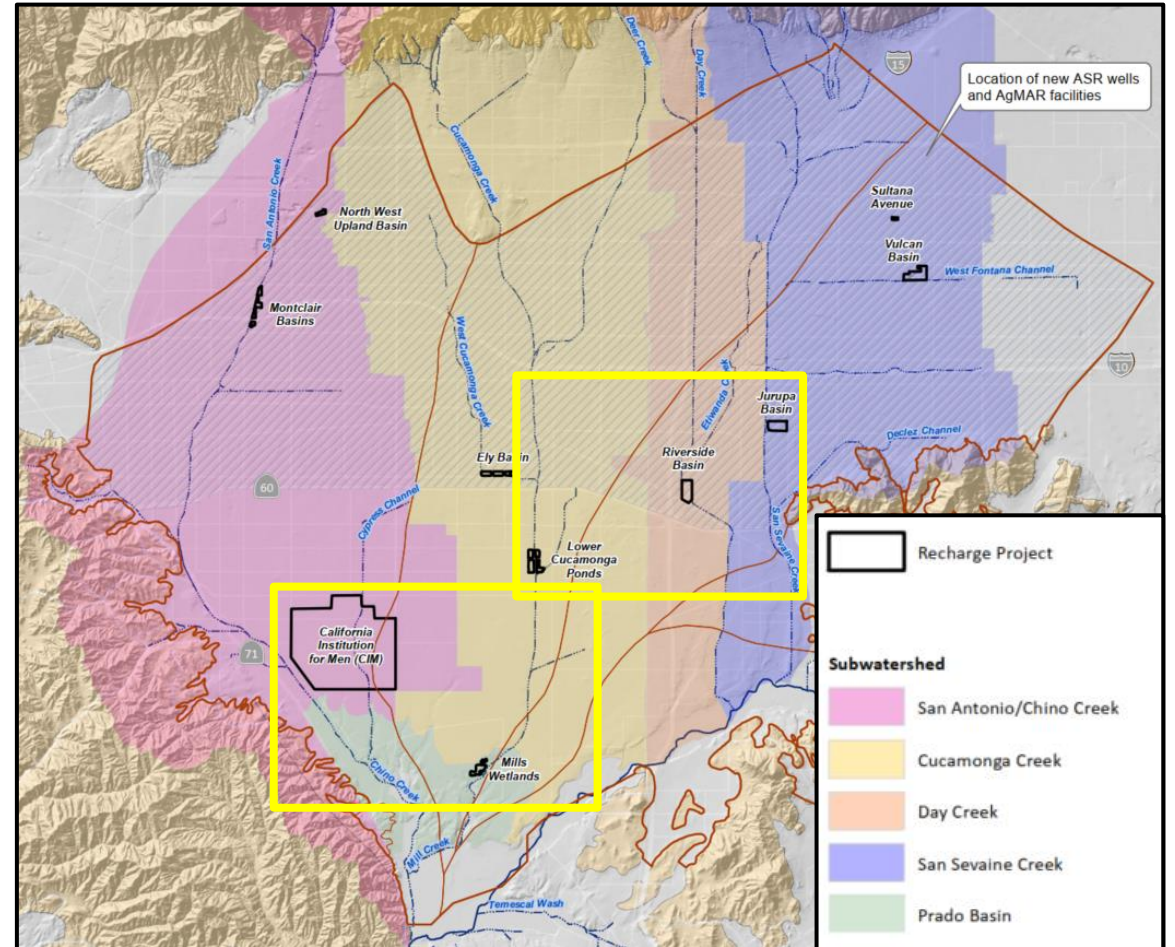 Deer Creek
Day Creek
15
Location of new ASR wells
and AgMAR facilities
Cucamonga Creek
San Antonio Creek
North West
Upland Basin
Sultana
Avenue
Vulcan
Basin
West Fontana Channel
Montclair
Basins
West Cucamonga Creek
Etiwanda Creek
10
Jurupa
Basin
Declez Channel
Ely Basin
Riverside
Basin
60
Cypress Channel
San Sevaine Creek
Lower
Cucamonga
Ponds
California
Institution
for Men (CIM)
71
Chino Creek
Mills
Wetlands
Mill Creek
Temescal Wash
Recharge Project
Subwatershed
San Antonio/Chino Creek
Cucamonga Creek
Day Creek
San Sevaine Creek
Prado Basin